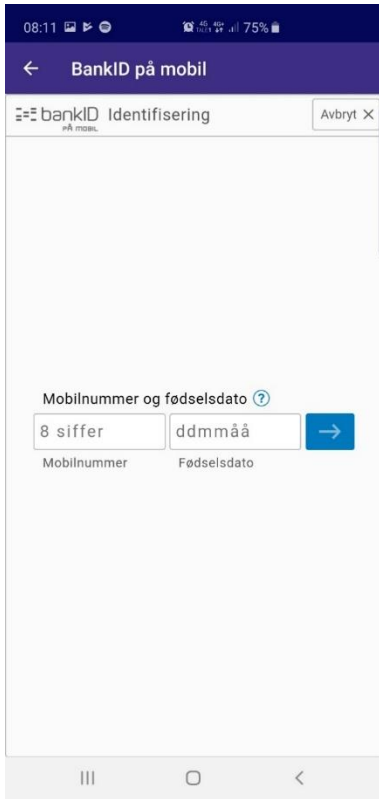 08:11 75%
BankID på mobil
bankID Identifisering Avbryt
PÅ MOBIL
Mobilnummer og fødselsdato ?
8 siffer ddmmåå
Mobilnummer Fødselsdato